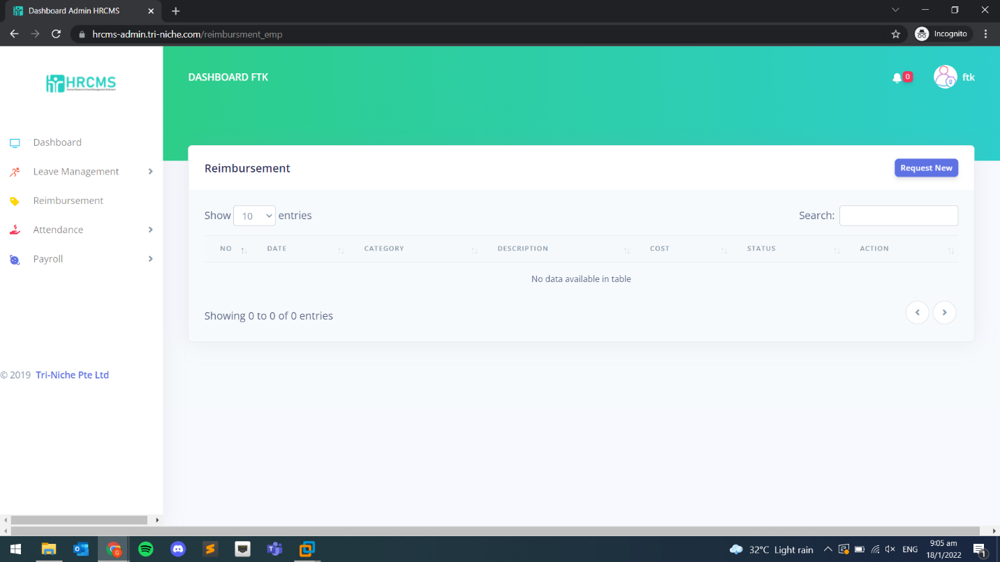 Dashboard Admin HRCMS
hrcms-admin.tri-niche.com/reimbursment_emp
Incognito
HRCMS
DASHBOARD FTK
0
ftk
Dashboard
Leave Management
Reimbursement
Attendance
Payroll
© 2019 Tri-Niche Pte Ltd
Reimbursement
Request New
Show 10 entries
Search:
NO DATE CATEGORY DESCRIPTION COST STATUS ACTION
No data available in table
Showing 0 to 0 of 0 entries
32°C Light rain
ENG
9:05 am
18/1/2022
1